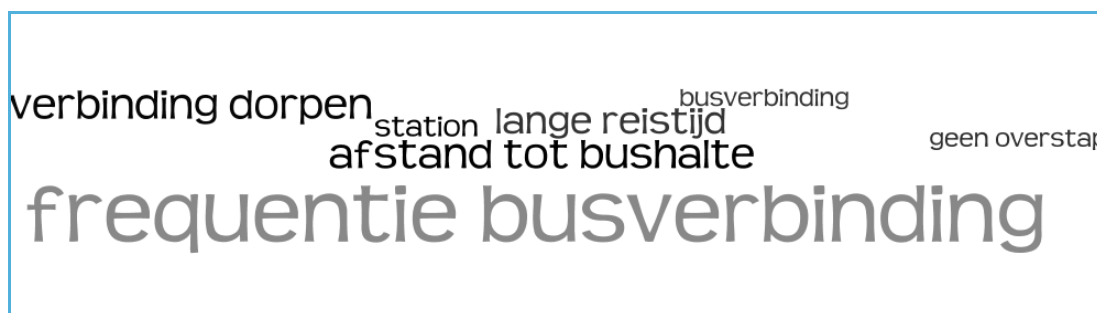 busverbinding
verbinding dorpen
lange reistijd
station
geen overstap
afstand tot bushalte
frequentie busverbinding